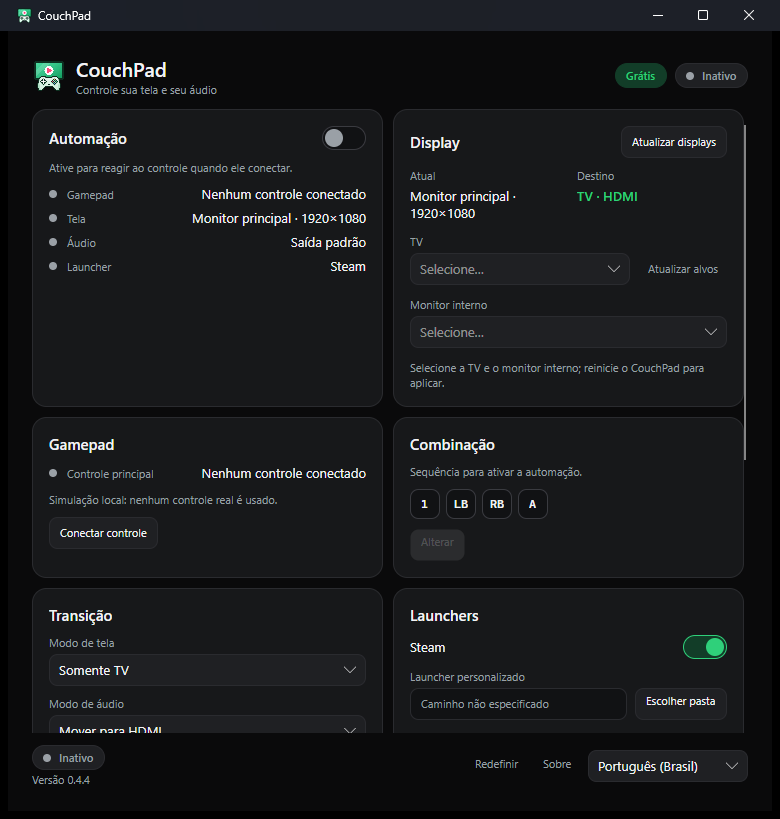 CouchPad
CouchPad
Controle sua tela e seu áudio
Grátis
Inativo
Automação
Ative para reagir ao controle quando ele conectar.
Gamepad
Nenhum controle conectado
Tela
Monitor principal · 1920×1080
Áudio
Saída padrão
Launcher
Steam
Display
Atualizar displays
Atual
Destino
Monitor principal ·
1920×1080
TV · HDMI
TV
Selecione...
Atualizar alvos
Monitor interno
Selecione...
Selecione a TV e o monitor interno; reinicie o CouchPad para
aplicar.
Gamepad
Controle principal
Nenhum controle conectado
Simulação local: nenhum controle real é usado.
Conectar controle
Combinação
Sequência para ativar a automação.
1 LB RB A
Alterar
Transição
Modo de tela
Somente TV
Modo de áudio
Mover para HDMI
Launchers
Steam
Launcher personalizado
Caminho não especificado
Escolher pasta
Inativo
Versão 0.4.4
Redefinir
Sobre
Português (Brasil)